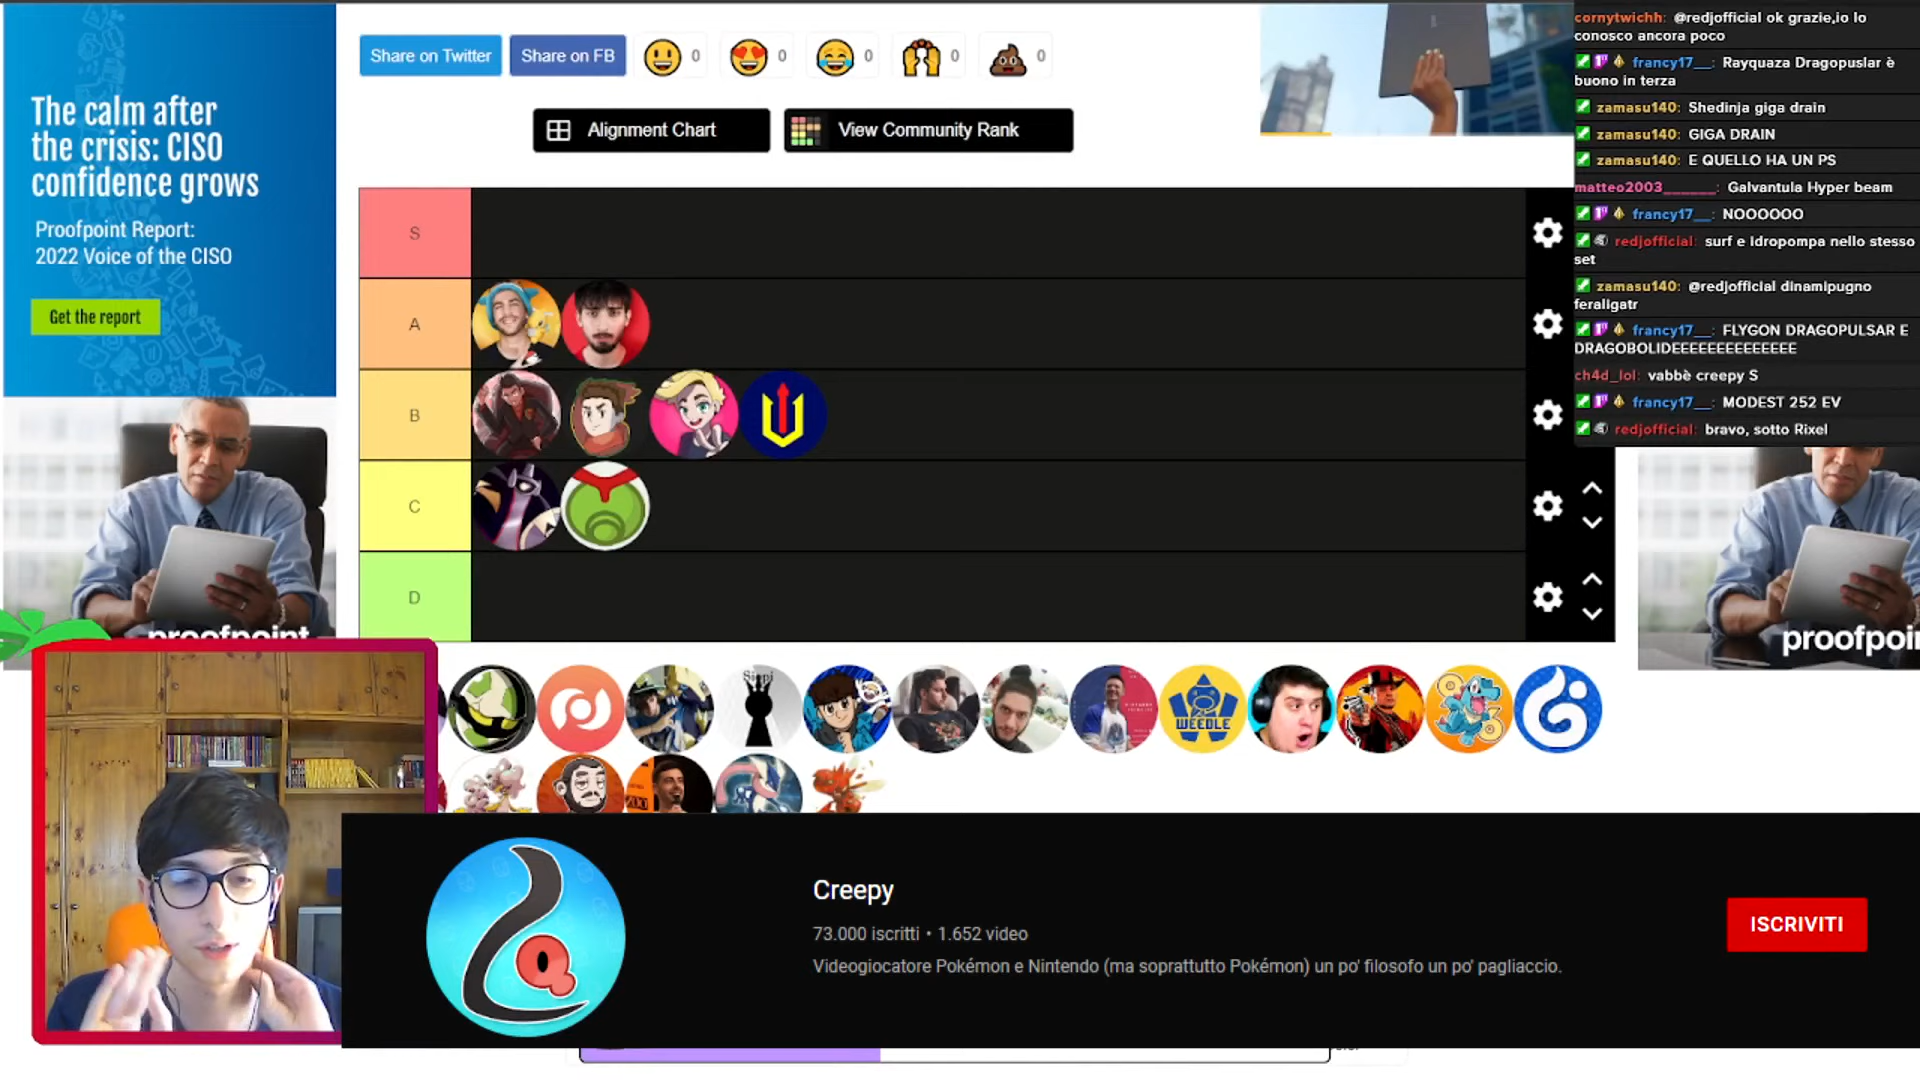 The calm after
the crisis: CISO
confidence grows
Proofpoint Report:
2022 Voice of the CISO
Get the report
proofpoint
Share on Twitter
Share on FB
0
0
0
0
0
Alignment Chart
View Community Rank
S
A
B
C
D
cornytwichh: @redjofficial ok grazie,io lo
conosco ancora poco
francy17__: Rayquaza Dragopuslar è
buono in terza
zamasu140: Shedinja giga drain
zamasu140: GIGA DRAIN
zamasu140: E QUELLO HA UN PS
matteo2003______: Galvantula Hyper beam
francy17__: NOOOOOO
redjofficial: surf e Idropompa nello stesso
set
zamasu140: @redjofficial dinamipugno
feraligatr
francy17__: FLYGON DRAGOPULSAR E
DRAGOBOLIDEEEEEEEEEEEEEE
ch4d_lol: vabbè creepy S
francy17__: MODEST 252 EV
redjofficial: bravo, sotto Rixel
proofpoin
Siepi
WEEDLE
Creepy
73.000 iscritti • 1.652 video
Videogiocatore Pokémon e Nintendo (ma soprattutto Pokémon) un po' filosofo un po' pagliaccio.
ISCRIVITI